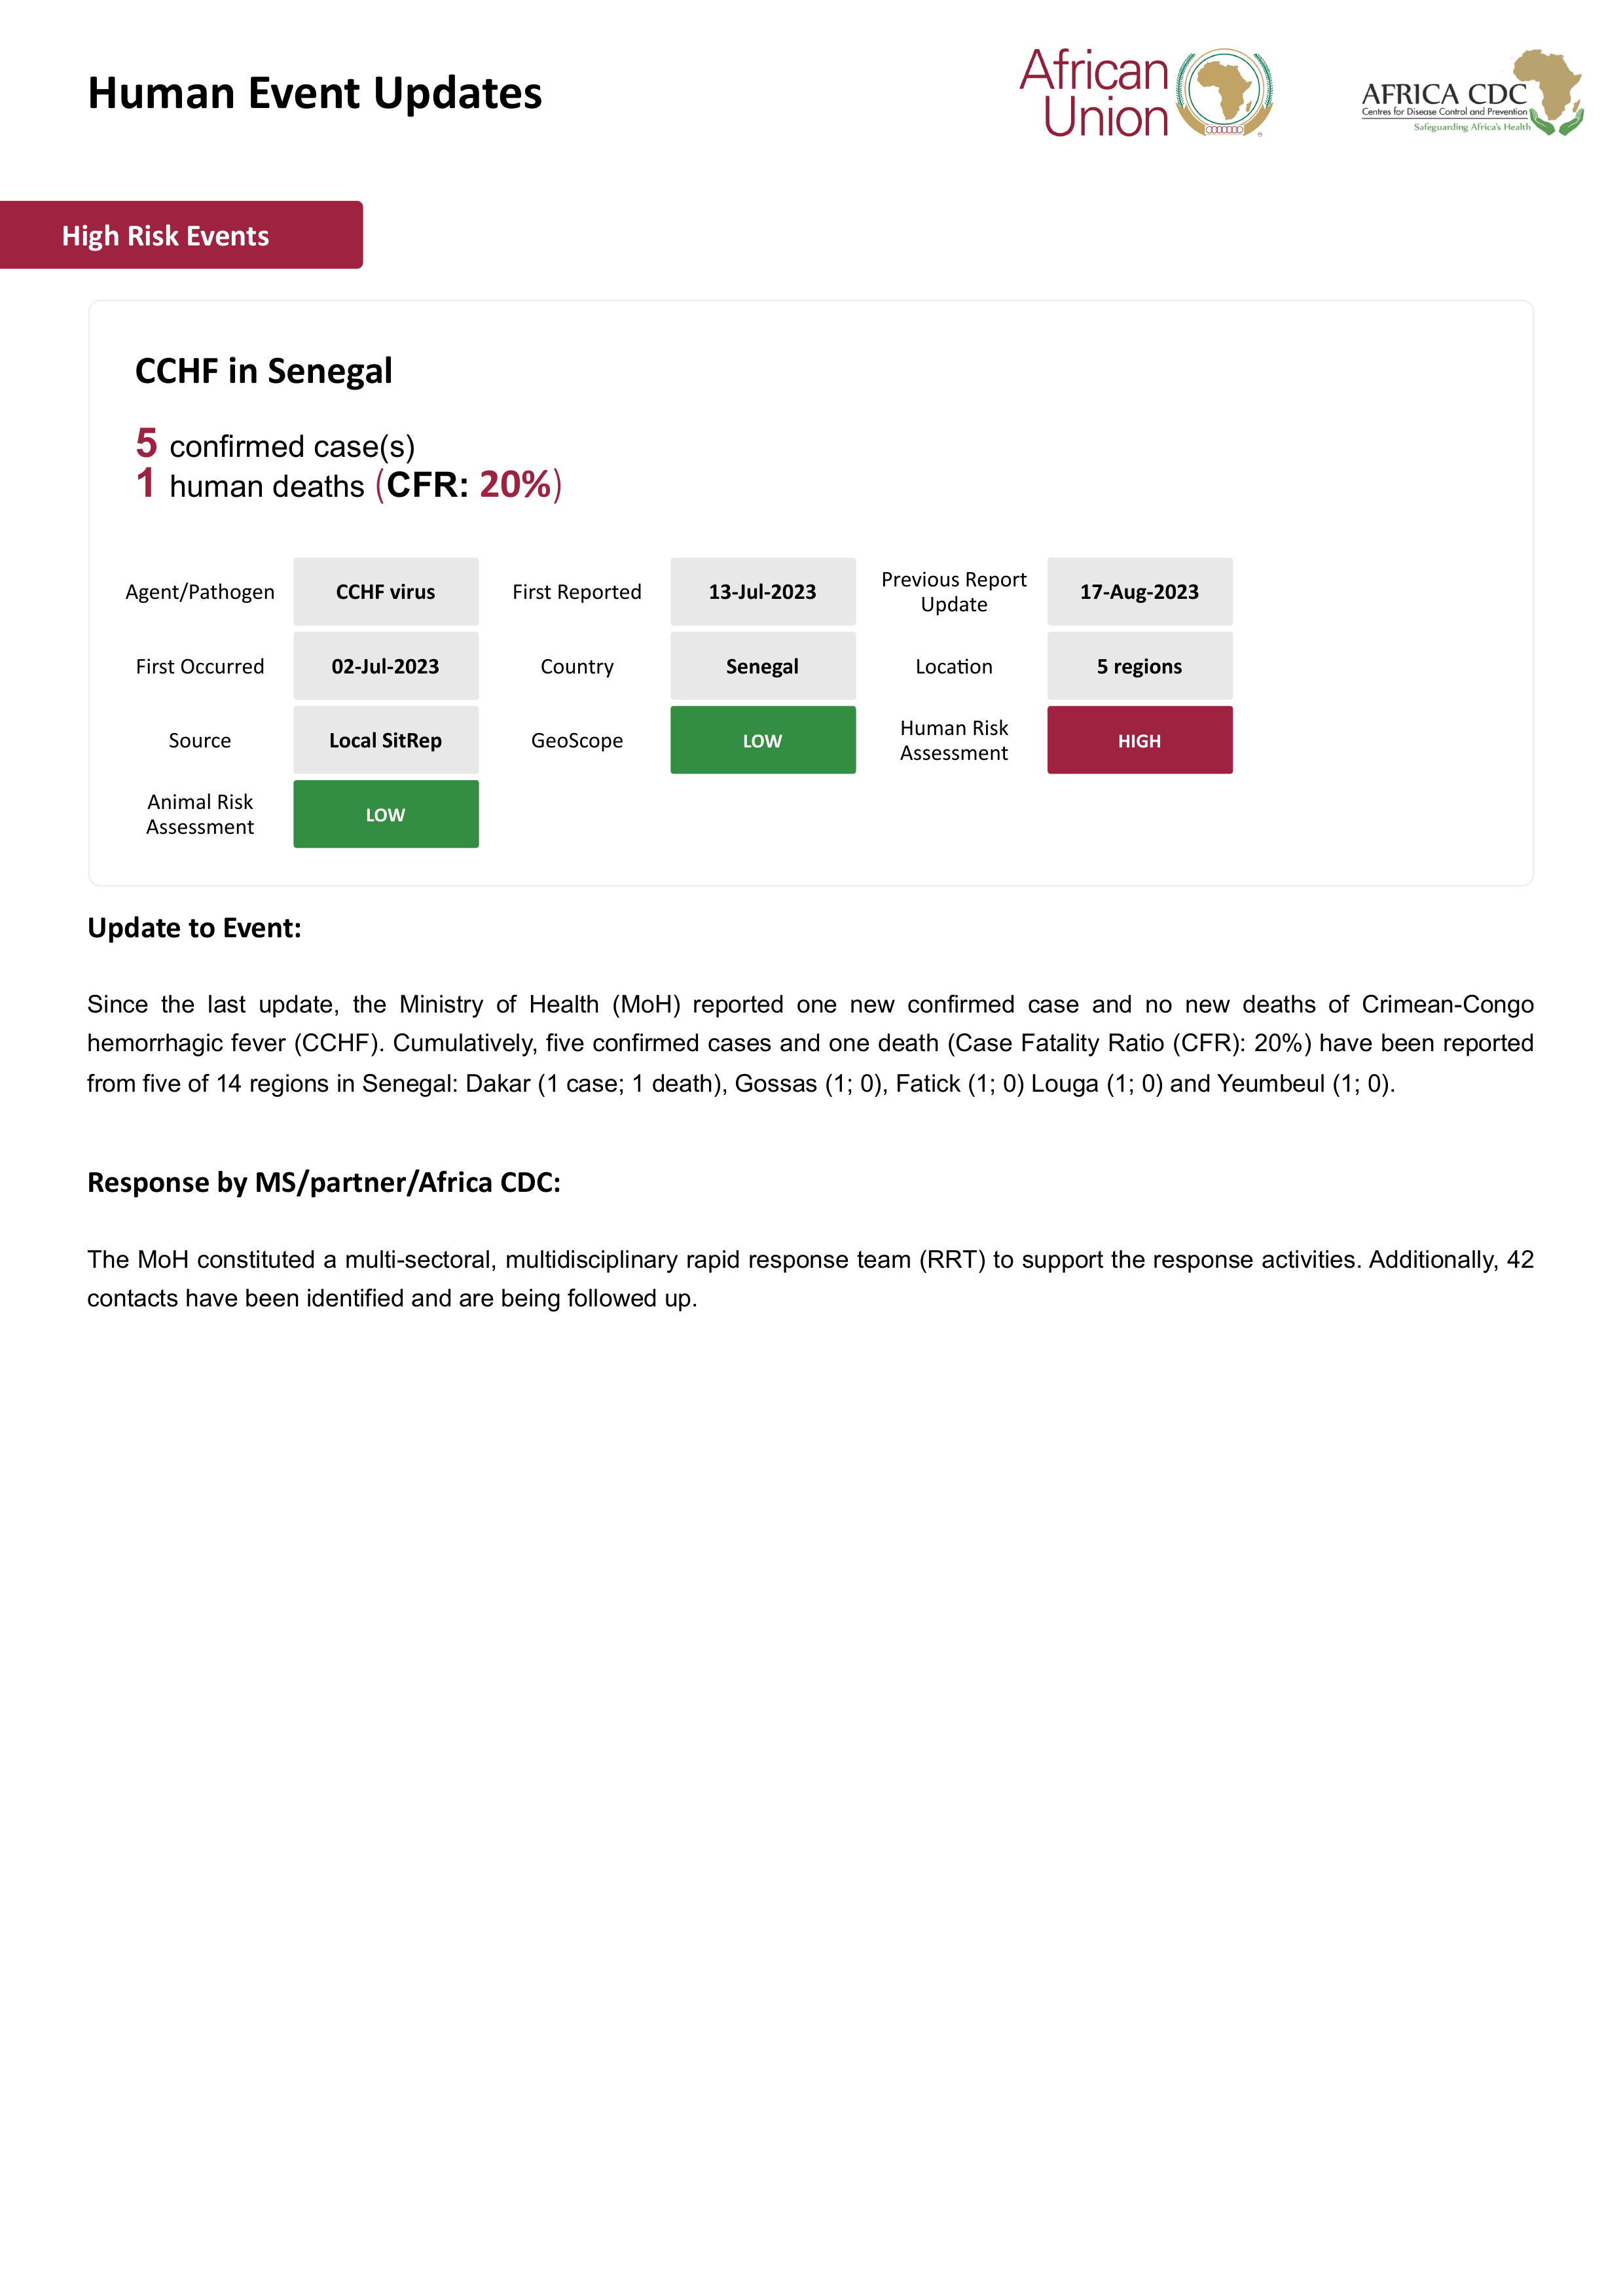 Human Event Updates
African
Union
AFRICA CDC
Centres for Disease Control and Prevention
Safeguarding Africa's Health
High Risk Events
CCHF in Senegal
5 confirmed case(s)
1 human deaths (CFR: 20%)
Agent/Pathogen
CCHF virus
First Reported
13-Jul-2023
Previous Report
Update
17-Aug-2023
First Occurred
02-Jul-2023
Country
Senegal
Location
5 regions
Source
Local SitRep
GeoScope
LOW
Human Risk
Assessment
HIGH
Animal Risk
Assessment
LOW
Update to Event:
Since the last update, the Ministry of Health (MoH) reported one new confirmed case and no new deaths of Crimean-Congo
hemorrhagic fever (CCHF). Cumulatively, five confirmed cases and one death (Case Fatality Ratio (CFR): 20%) have been reported
from five of 14 regions in Senegal: Dakar (1 case; 1 death), Gossas (1; 0), Fatick (1; 0) Louga (1; 0) and Yeumbeul (1; 0).
Response by MS/partner/Africa CDC:
The MoH constituted a multi-sectoral, multidisciplinary rapid response team (RRT) to support the response activities. Additionally, 42
contacts have been identified and are being followed up.